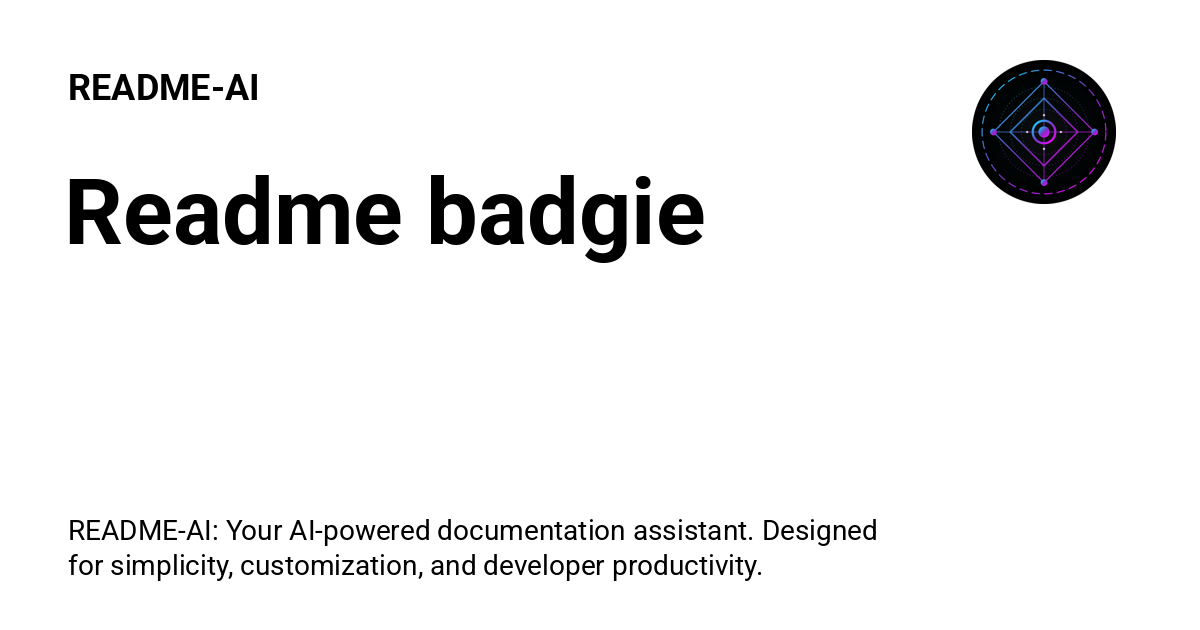 README-AI
Readme badgie
README-AI: Your AI-powered documentation assistant. Designed
for simplicity, customization, and developer productivity.